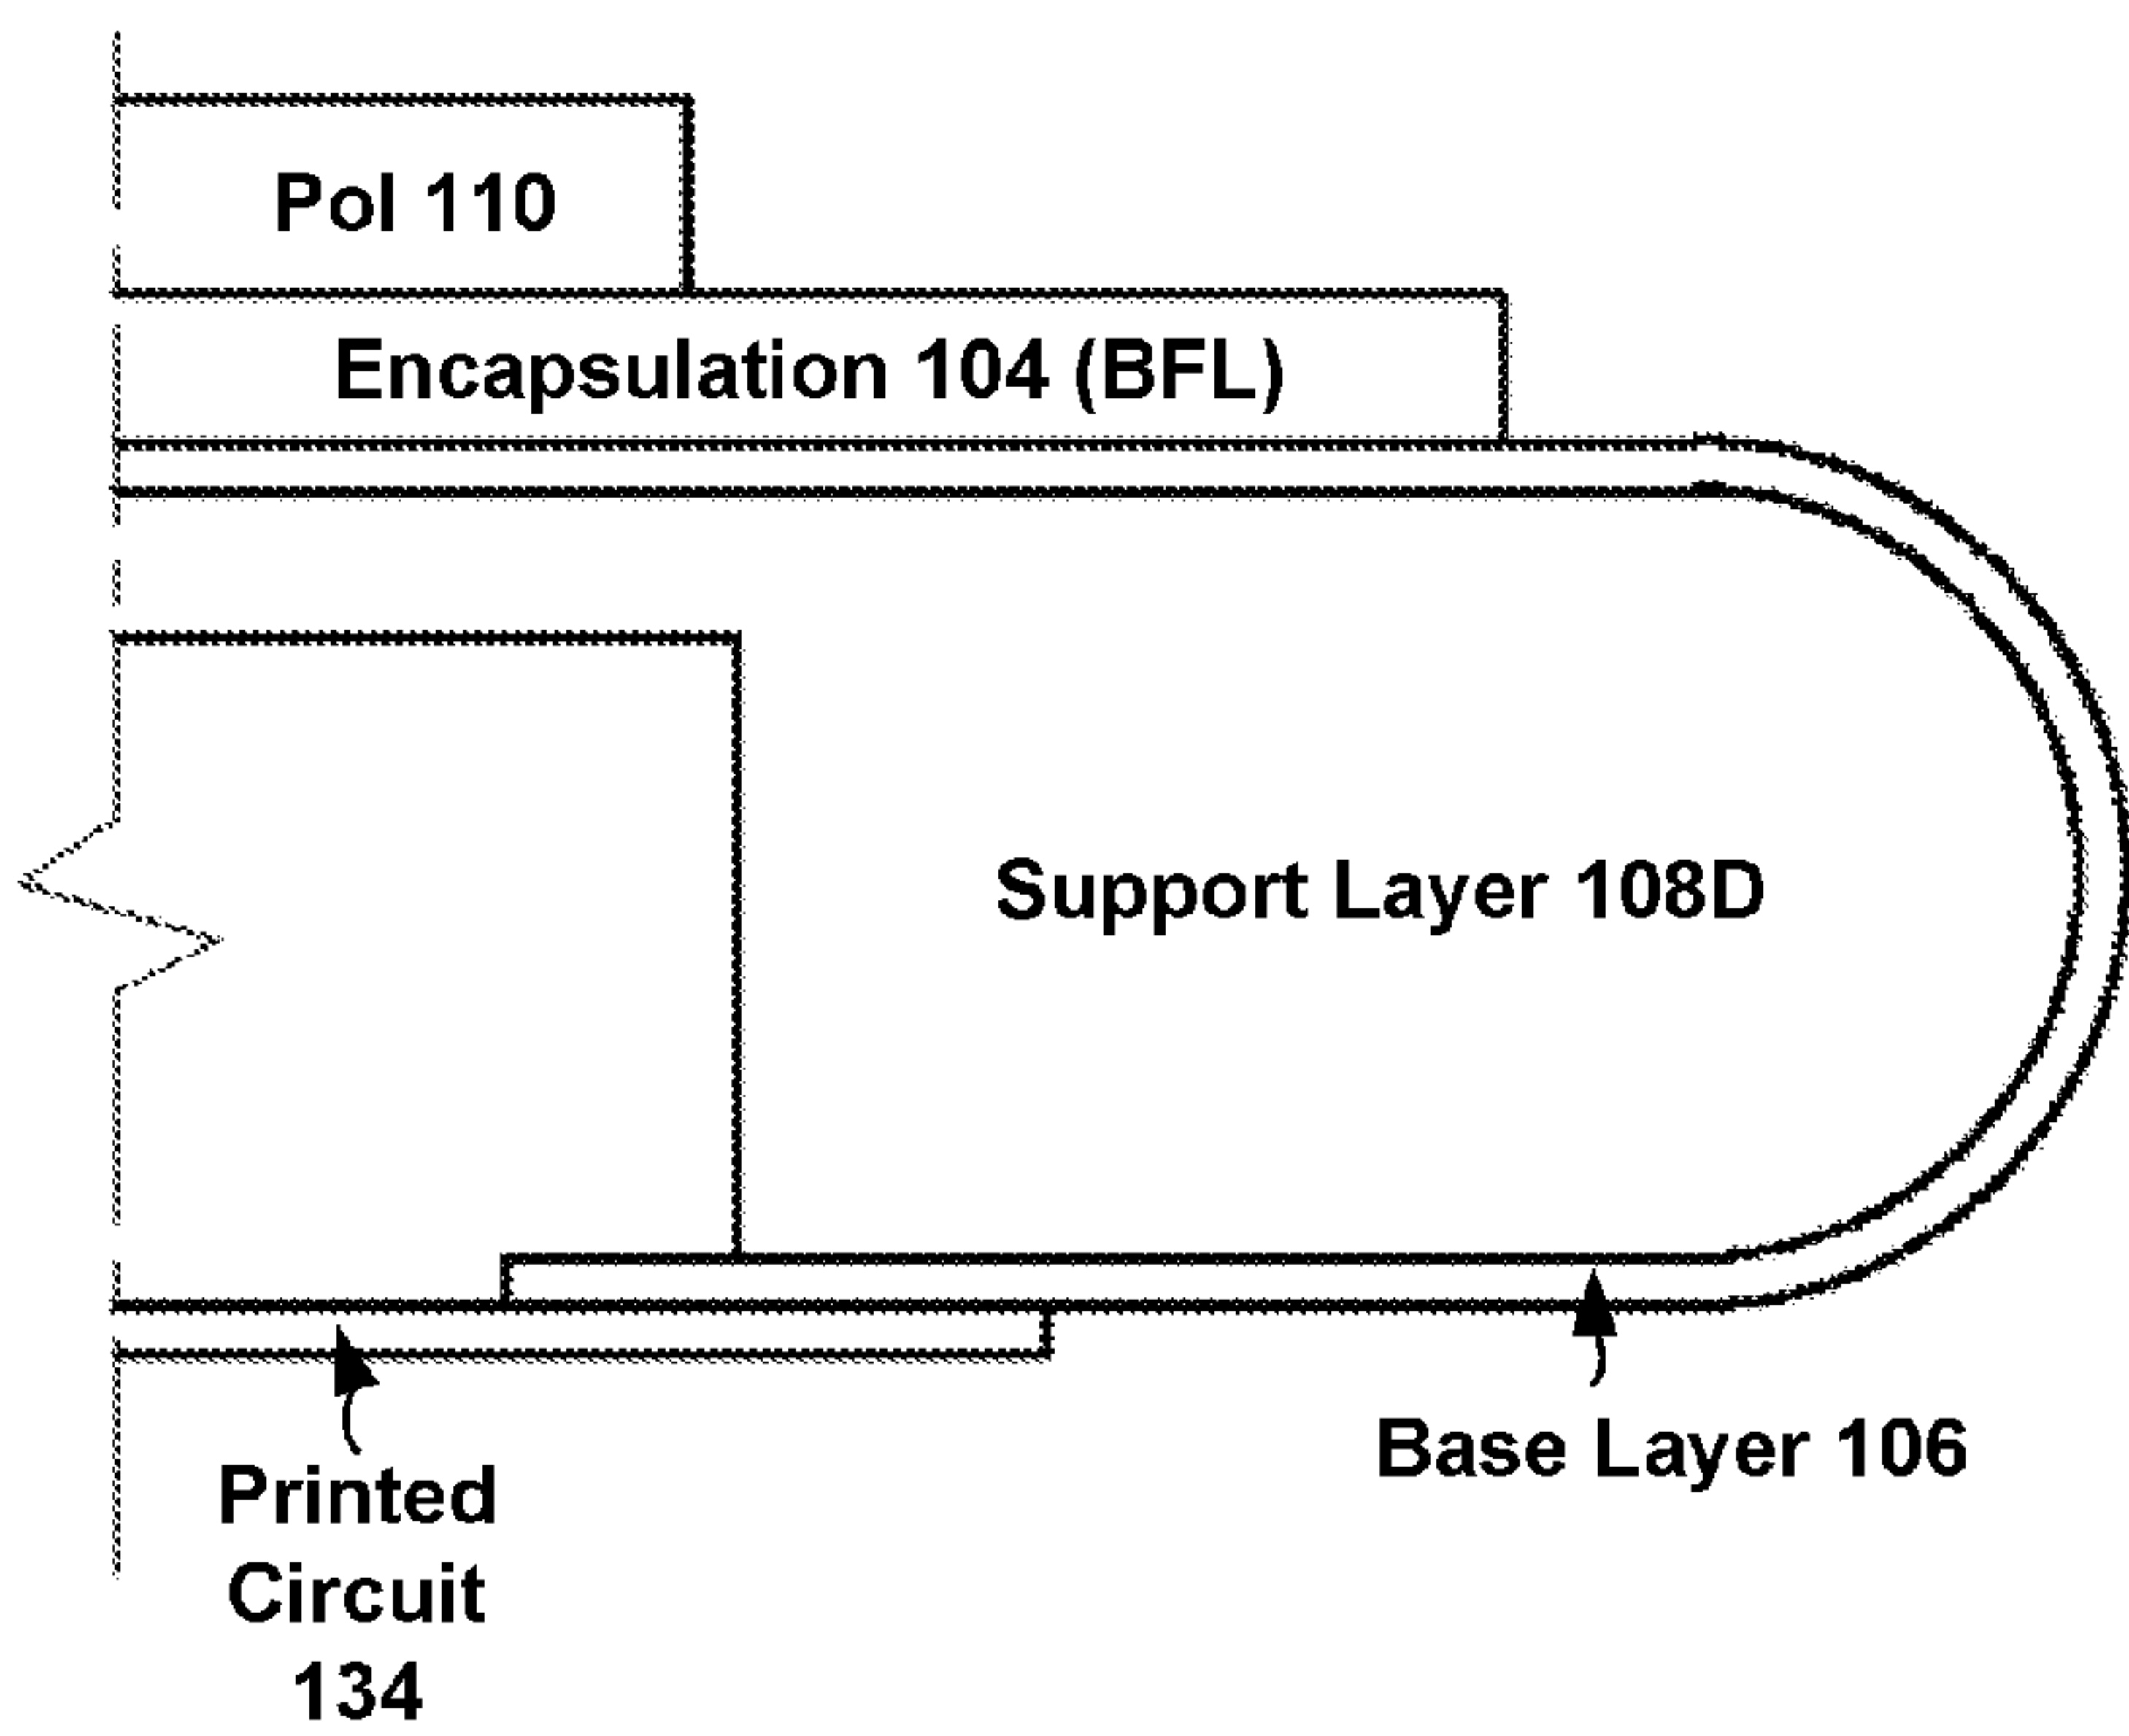 Pol 110
Encapsulation 104 (BFL)
Support Layer 108D
Base Layer 106
Printed
Circuit
134